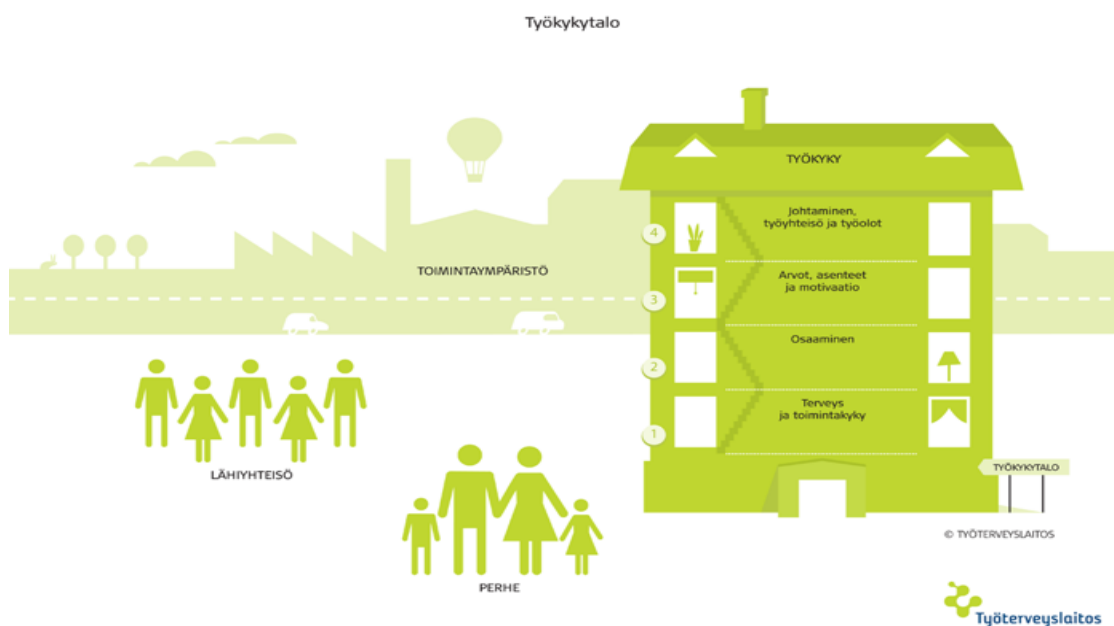 Työkykytalo
TYÖKYKY
4
Johtaminen,
työyhteisö ja työolot
3
Arvot, asenteet
ja motivaatio
2
Osaaminen
1
Terveys
ja toimintakyky
TOIMINTAYMPÄRISTÖ
LÄHIYHTEISÖ
PERHE
TYÖKYKYTALO
© TYÖTERVEYSLAITOS
Työterveyslaitos